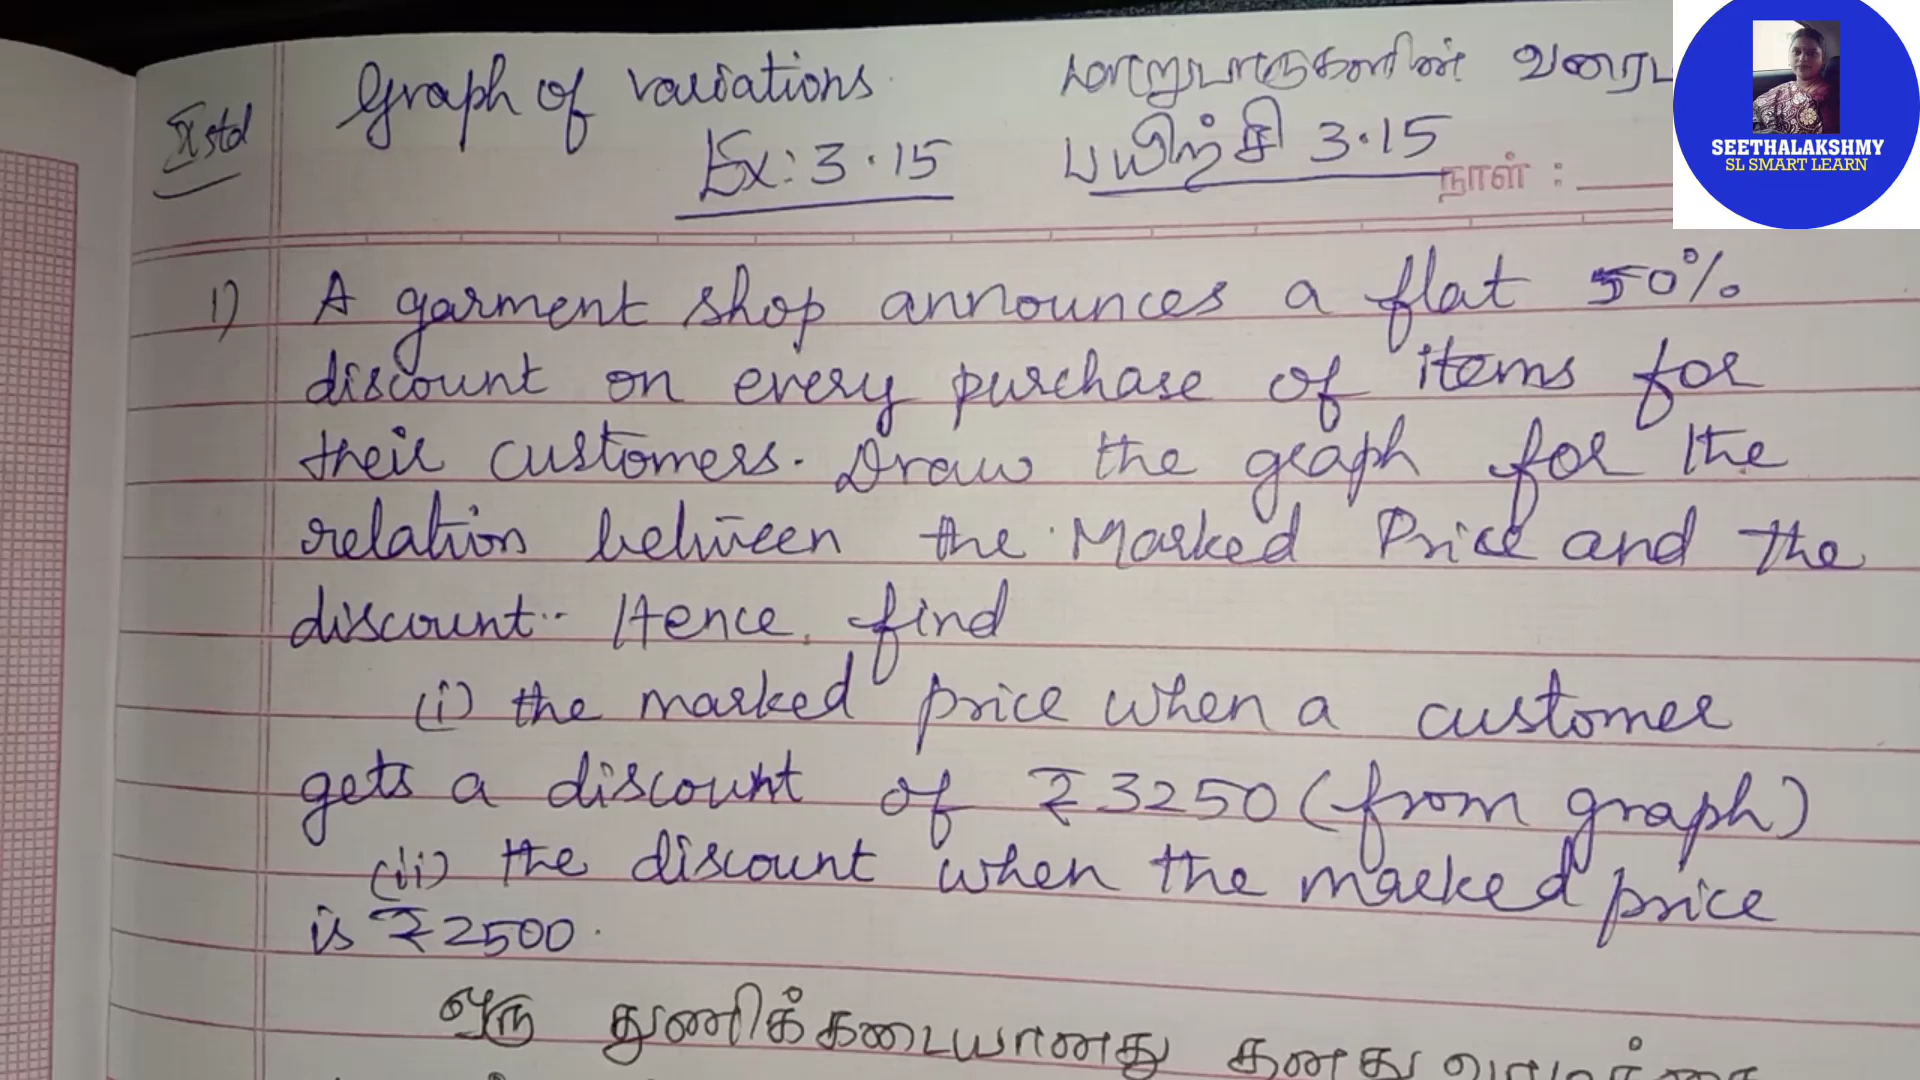 X std
Graph of variations
மாறுபாடுகளின் வரைப
Ex: 3.15
பயிற்சி 3.15
நாள் :
SEETHALAKSHMY
SL SMART LEARN
1) A garment shop announces a flat 50%
discount on every purchase of items for
their customers. Draw the graph for the
relation between the Marked Price and the
discount. Hence find
(i) the marked price when a customer
gets a discount of ₹3250 (from graph)
(ii) the discount when the marked price
is ₹2500.
ஒரு துணிக்கடையானது தனது